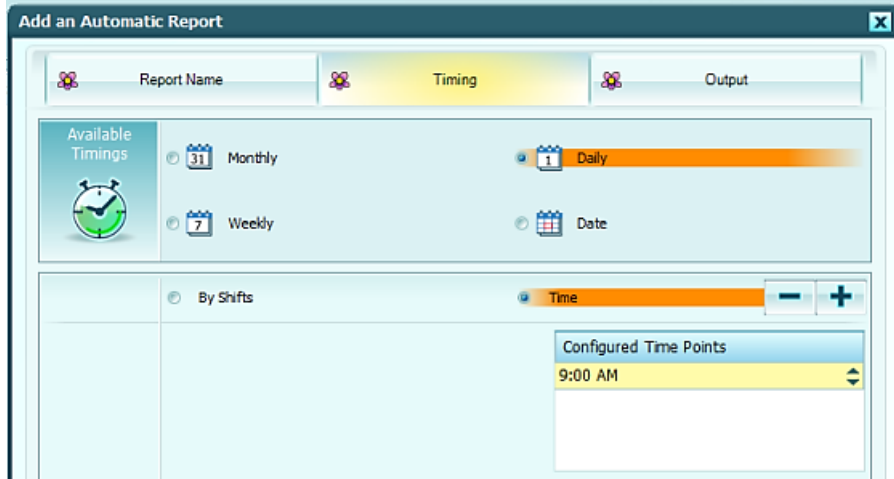 Add an Automatic Report
Report Name
Timing
Output
Available
Timings
31 Monthly
1 Daily
7 Weekly
Date
By Shifts
Time
Configured Time Points
9:00 AM